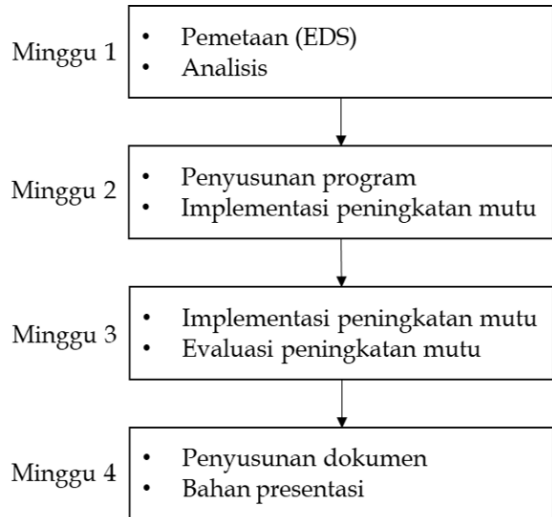 Minggu 1
• Pemetaan (EDS)
• Analisis
Minggu 2
• Penyusunan program
• Implementasi peningkatan mutu
Minggu 3
• Implementasi peningkatan mutu
• Evaluasi peningkatan mutu
Minggu 4
• Penyusunan dokumen
• Bahan presentasi